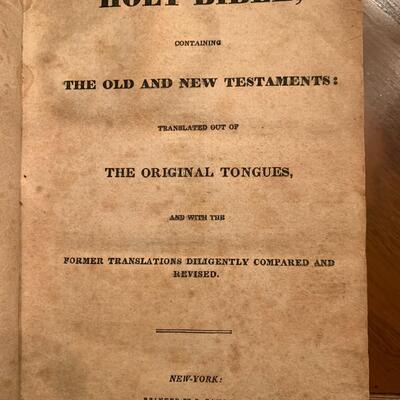 HOLY BIBLE,
CONTAINING
THE OLD AND NEW TESTAMENTS:
TRANSLATED OUT OF
THE ORIGINAL TONGUES,
AND WITH THE
FORMER TRANSLATIONS DILIGENTLY COMPARED AND
REVISED.
NEW-YORK: